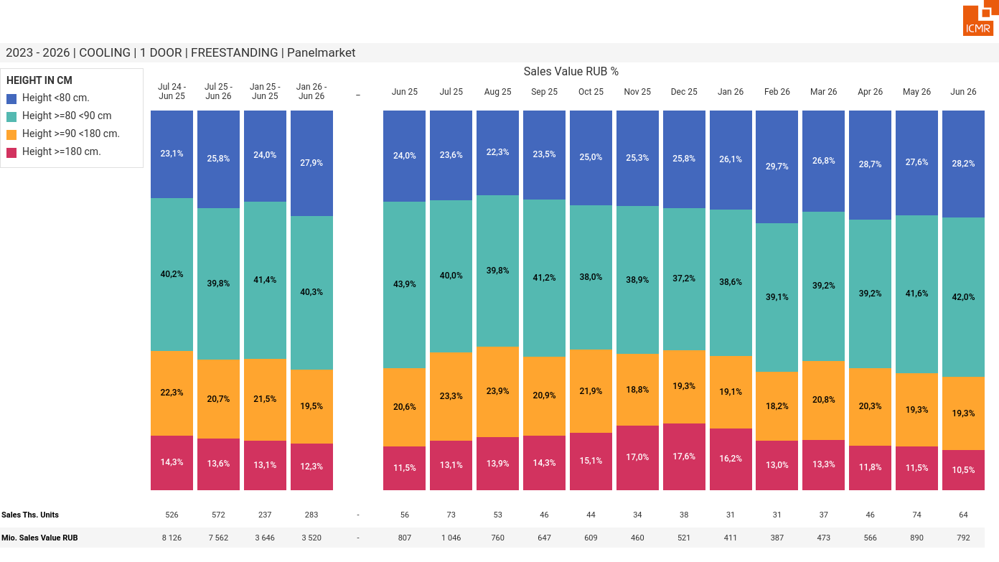 ICMR
2023 - 2026 | COOLING | 1 DOOR | FREESTANDING | Panelmarket
HEIGHT IN CM
Height <80 cm.
Height >=80 <90 cm
Height >=90 <180 cm.
Height >=180 cm.
Sales Value RUB %
Jul 24 - Jun 25 Jul 25 - Jun 26 Jan 25 - Jun 25 Jan 26 - Jun 26 – Jun 25 Jul 25 Aug 25 Sep 25 Oct 25 Nov 25 Dec 25 Jan 26 Feb 26 Mar 26 Apr 26 May 26 Jun 26
23,1% 25,8% 24,0% 27,9% 24,0% 23,6% 22,3% 23,5% 25,0% 25,3% 25,8% 26,1% 29,7% 26,8% 28,7% 27,6% 28,2%
40,2% 39,8% 41,4% 40,3% 43,9% 40,0% 39,8% 41,2% 38,0% 38,9% 37,2% 38,6% 39,1% 39,2% 39,2% 41,6% 42,0%
22,3% 20,7% 21,5% 19,5% 20,6% 23,3% 23,9% 20,9% 21,9% 18,8% 19,3% 19,1% 18,2% 20,8% 20,3% 19,3% 19,3%
14,3% 13,6% 13,1% 12,3% 11,5% 13,1% 13,9% 14,3% 15,1% 17,0% 17,6% 16,2% 13,0% 13,3% 11,8% 11,5% 10,5%
Sales Ths. Units 526 572 237 283 - 56 73 53 46 44 34 38 31 31 37 46 74 64
Mio. Sales Value RUB 8 126 7 562 3 646 3 520 - 807 1 046 760 647 609 460 521 411 387 473 566 890 792